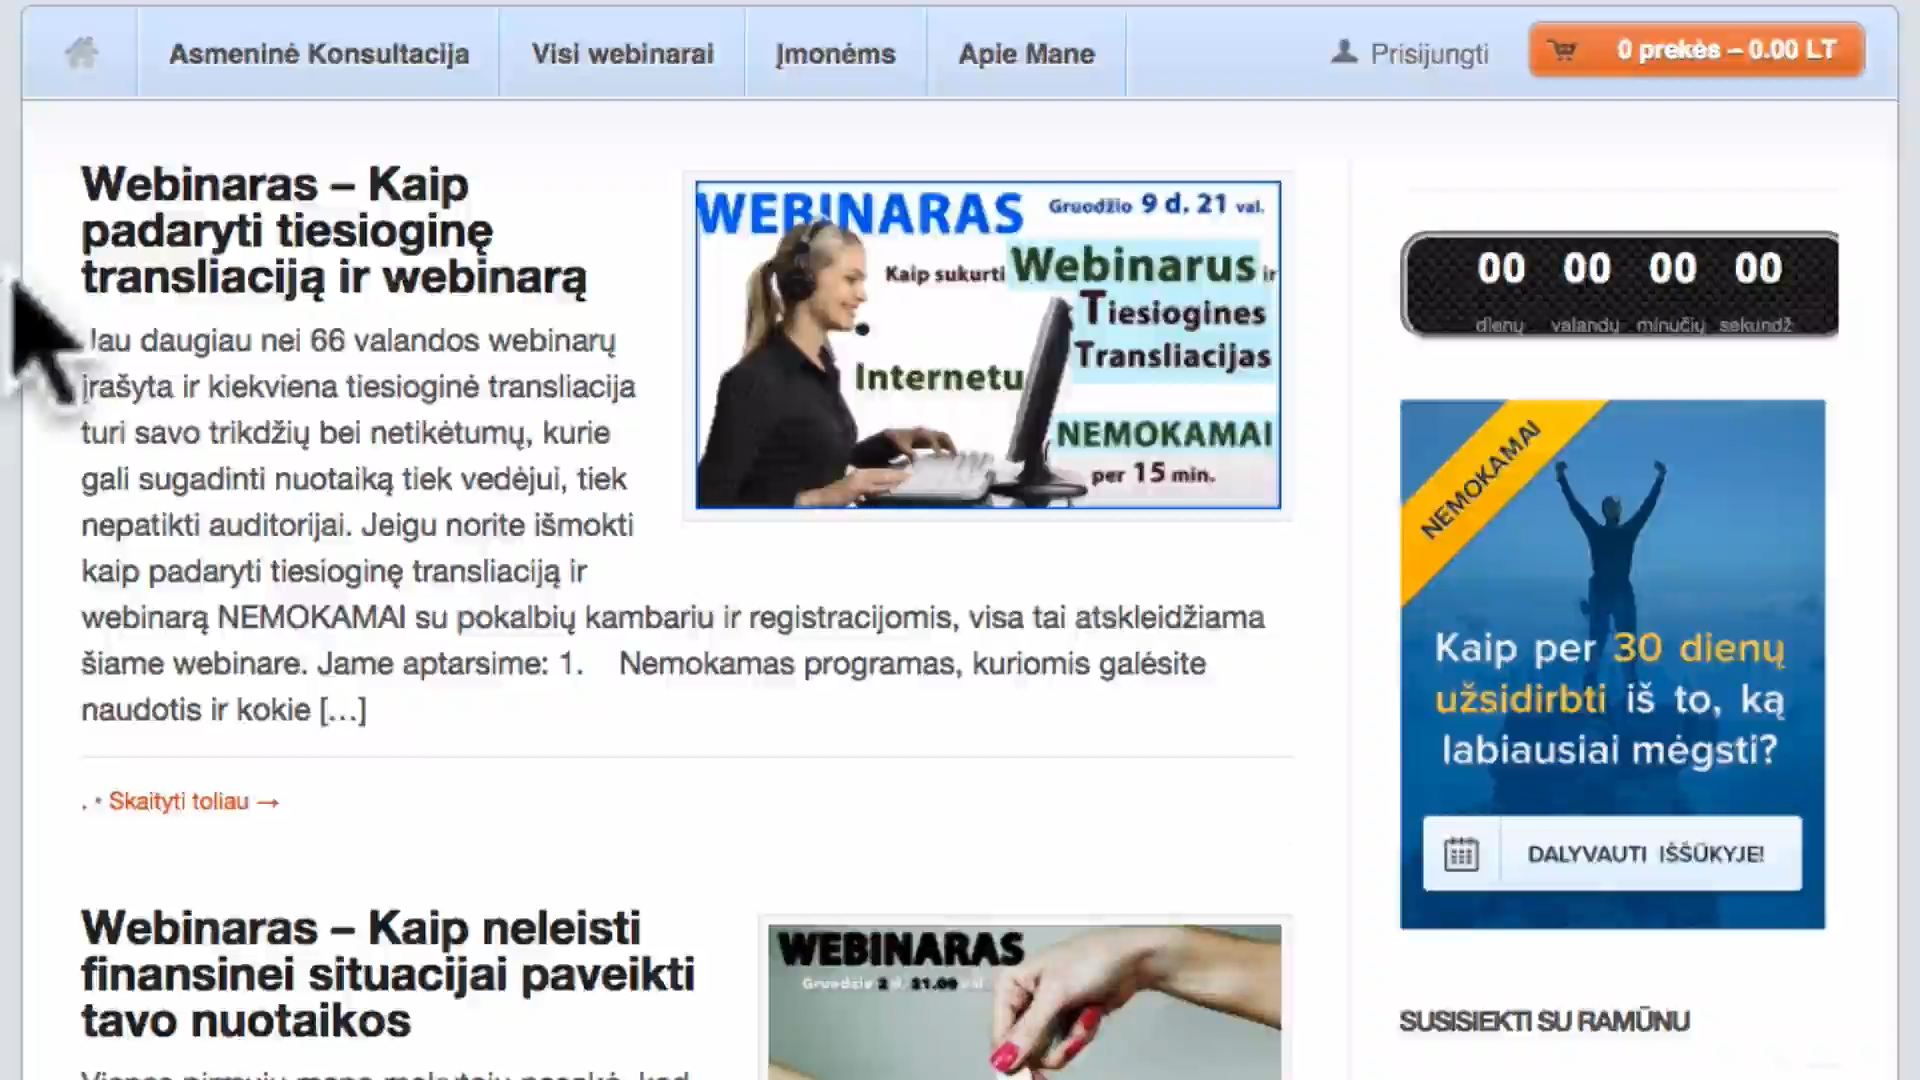 Asmeninė Konsultacija
Visi webinarai
Įmonėms
Apie Mane
Prisijungti
0 prekės – 0.00 LT
Webinaras – Kaip
padaryti tiesioginę
transliaciją ir webinarą
Jau daugiau nei 66 valandos webinarų
įrašyta ir kiekviena tiesioginė transliacija
turi savo trikdžių bei netikėtumų, kurie
gali sugadinti nuotaiką tiek vedėjui, tiek
nepatikti auditorijai. Jeigu norite išmokti
kaip padaryti tiesioginę transliaciją ir
webinarą NEMOKAMAI su pokalbių kambariu ir registracijomis, visa tai atskleidžiama
šiame webinare. Jame aptarsime: 1. Nemokamas programas, kuriomis galėsite
naudotis ir kokie [...]
. • Skaityti toliau →
WEBINARAS
Gruodžio 9 d. 21 val.
Kaip sukurti Webinarus ir
Tiesiogines
Transliacijas
Internetu
NEMOKAMAI
per 15 min.
00 00 00 00
dienų valandų minučių sekundž
NEMOKAMAI
Kaip per 30 dienų
užsidirbti iš to, ką
labiausiai mėgsti?
DALYVAUTI IŠŠŪKYJE!
Webinaras – Kaip neleisti
finansinei situacijai paveikti
tavo nuotaikos
WEBINARAS
Gruodžio 2 d. 21.00 val.
SUSISIEKTI SU RAMŪNU